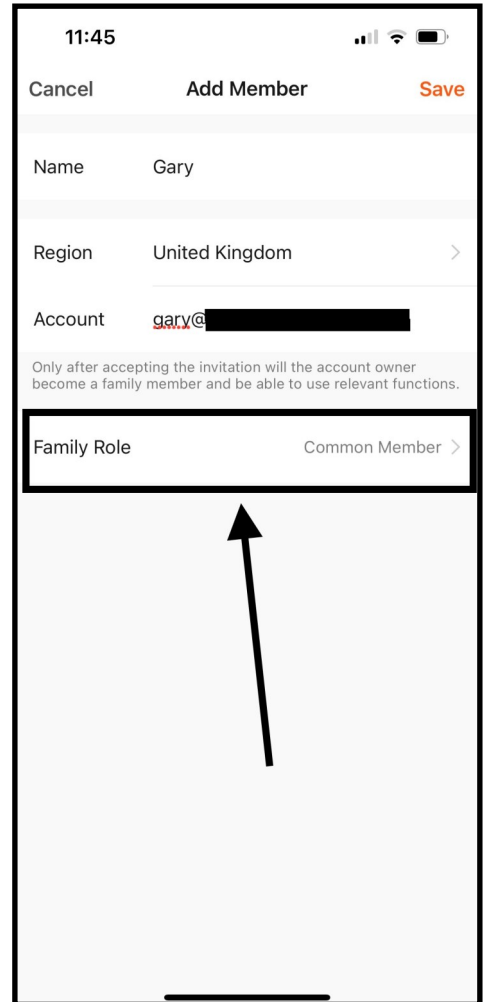 11:45
Cancel Add Member Save
Name Gary
Region United Kingdom
Account gary@
Only after accepting the invitation will the account owner
become a family member and be able to use relevant functions.
Family Role Common Member